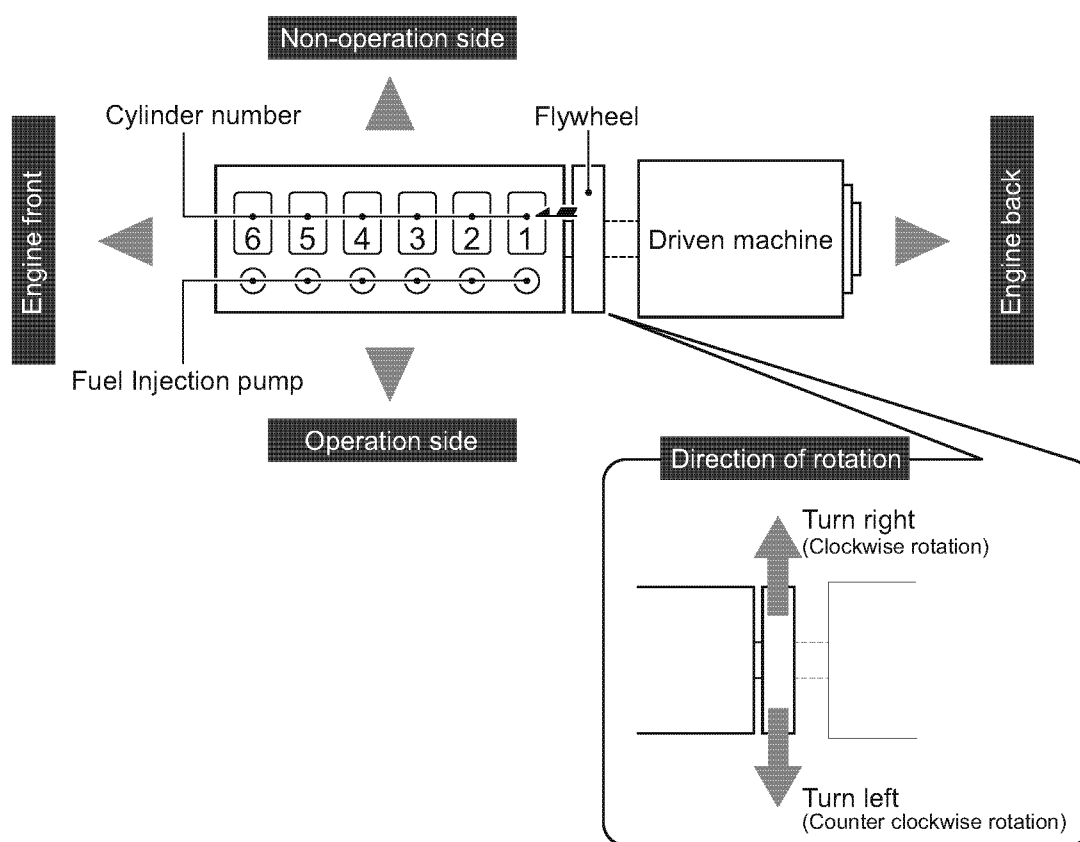 Non-operation side
Cylinder number
Flywheel
Engine front
6 5 4 3 2 1
Driven machine
Engine back
Fuel Injection pump
Operation side
Direction of rotation
Turn right
(Clockwise rotation)
Turn left
(Counter clockwise rotation)